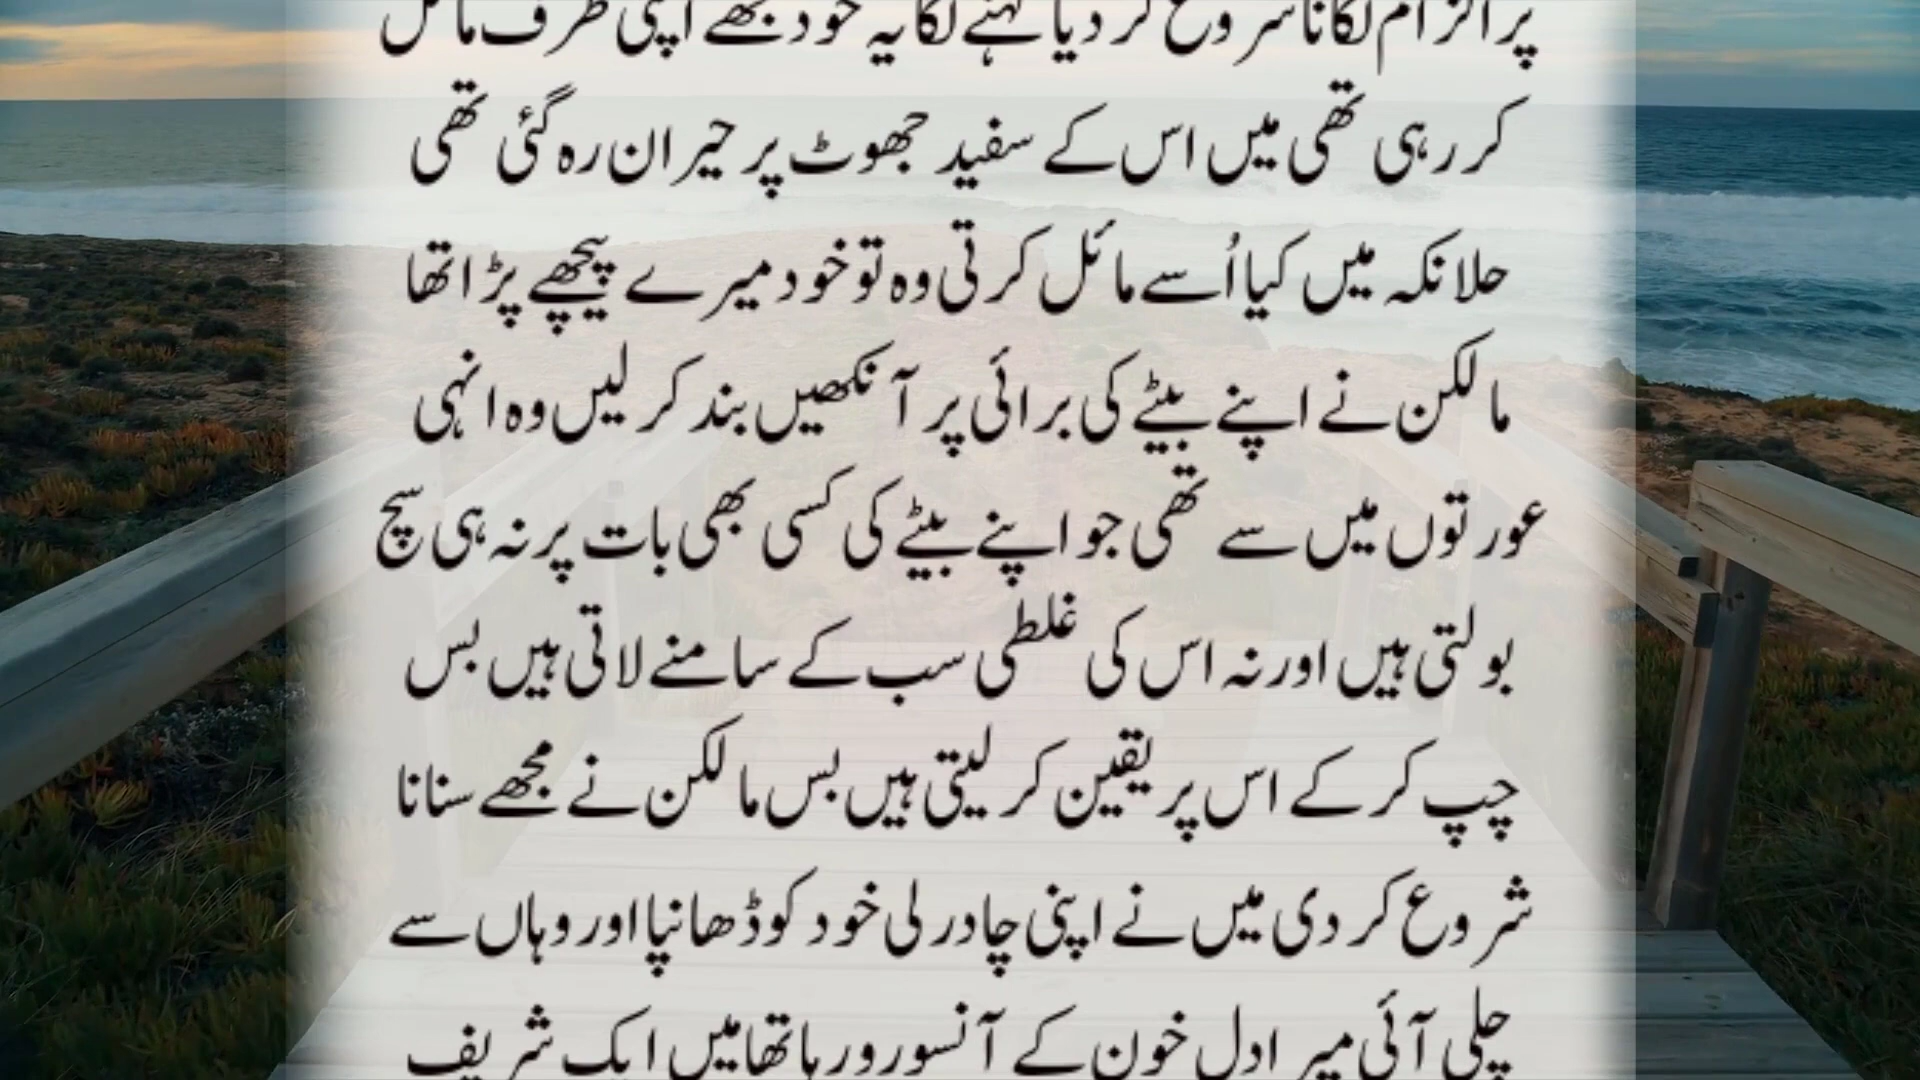 پر الزام لگانا شروع کر دیا کہنے لگا یہ خود مجھے اپنی طرف مائل
کر رہی تھی میں اس کے سفید جھوٹ پر حیران رہ گئی تھی
حلانکہ میں کیا اُسے مائل کرتی وہ تو خود میرے پیچھے پڑا تھا
مالکن نے اپنے بیٹے کی برائی پر آنکھیں بند کر لیں وہ انہی
عورتوں میں سے تھی جو اپنے بیٹے کی کسی بھی بات پر نہ ہی سچ
بولتی ہیں اور نہ اس کی غلطی سب کے سامنے لاتی ہیں بس
چپ کر کے اس پر یقین کر لیتی ہیں بس مالکن نے مجھے سنانا
شروع کر دی میں نے اپنی چادر لی خود کو ڈھانپا اور وہاں سے
چلی آئی میرا دل خون کے آنسو رو رہا تھا میں ایک شریف